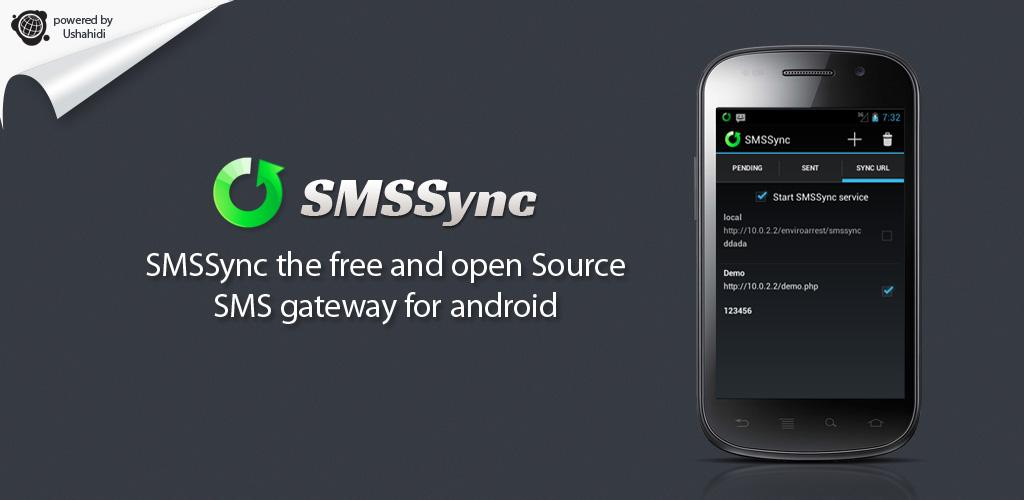 powered by
Ushahidi
SMSSync
SMSSync the free and open Source
SMS gateway for android
7:32
SMSSync
PENDING SENT SYNC URL
Start SMSSync service
local
http://10.0.2.2/enviroarrest/smssync
ddada
Demo
http://10.0.2.2/demo.php
123456